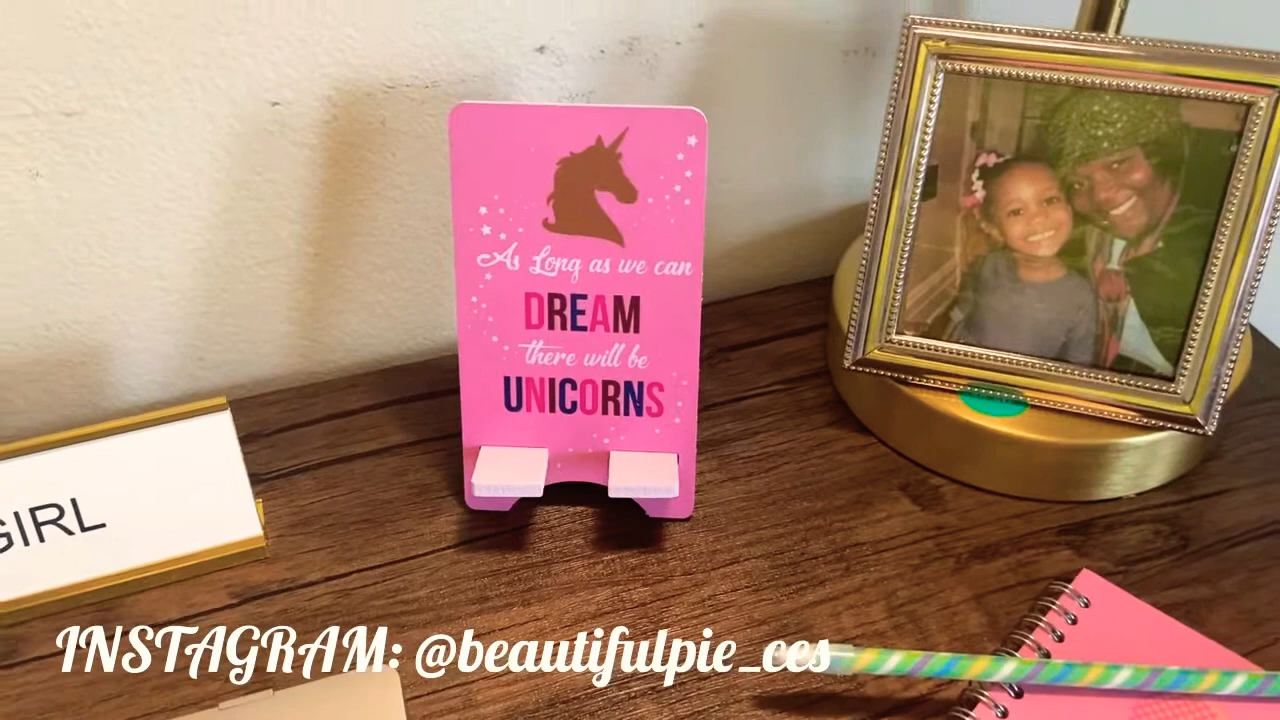 As Long as we can
DREAM
there will be
UNICORNS
GIRL
INSTAGRAM: @beautifulpie_ces